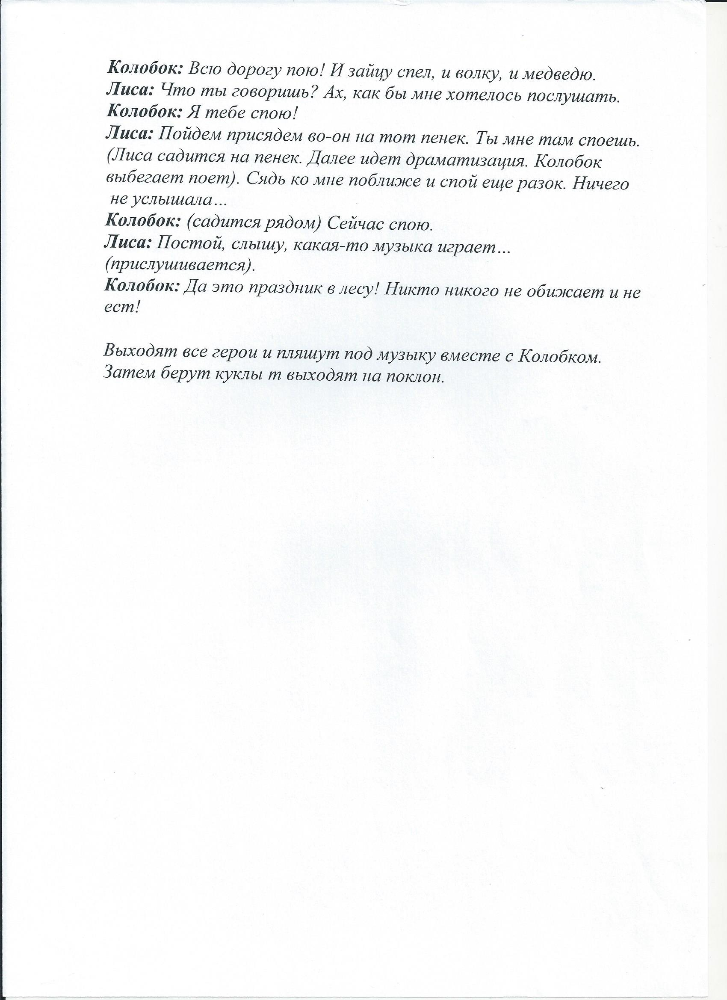 Колобок: Всю дорогу пою! И зайцу спел, и волку, и медведю.
Лиса: Что ты говоришь? Ах, как бы мне хотелось послушать.
Колобок: Я тебе спою!
Лиса: Пойдем присядем во-он на тот пенек. Ты мне там споешь.
(Лиса садится на пенек. Далее идет драматизация. Колобок
выбегает поет). Сядь ко мне поближе и спой еще разок. Ничего
не услышала...
Колобок: (садится рядом) Сейчас спою.
Лиса: Постой, слышу, какая-то музыка играет...
(прислушивается).
Колобок: Да это праздник в лесу! Никто никого не обижает и не
ест!
Выходят все герои и пляшут под музыку вместе с Колобком.
Затем берут куклы т выходят на поклон.